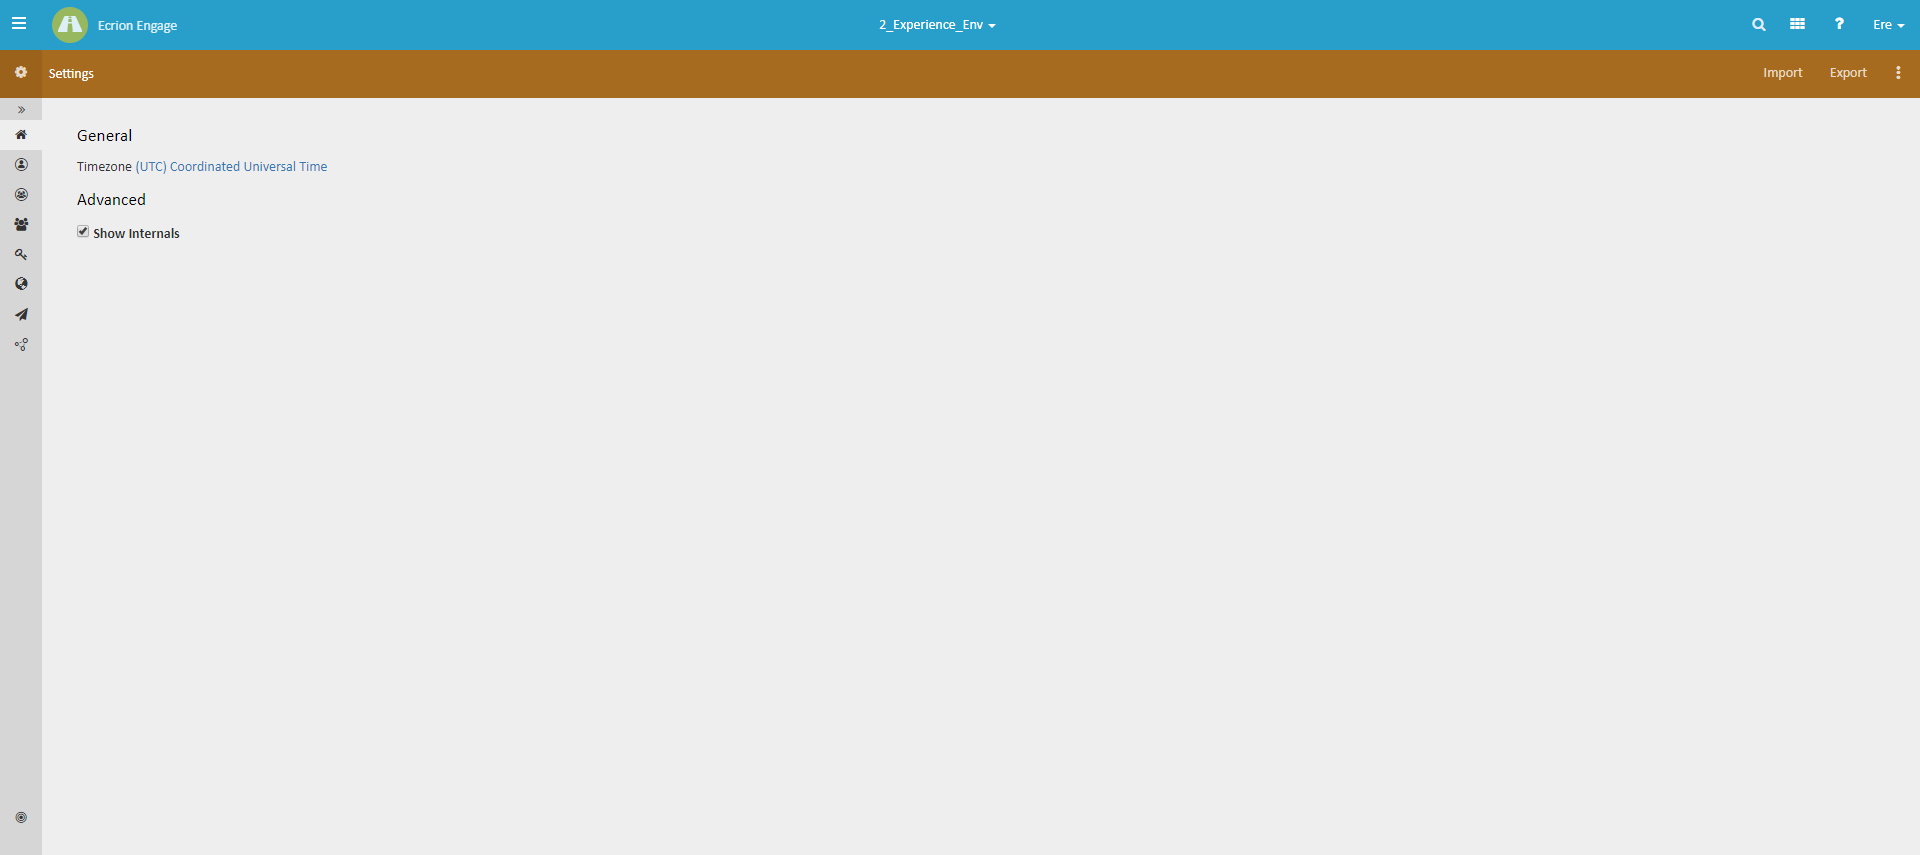 Ecrion Engage
2_Experience_Env
?
Ere
Settings
Import
Export
General
Timezone (UTC) Coordinated Universal Time
Advanced
Show Internals